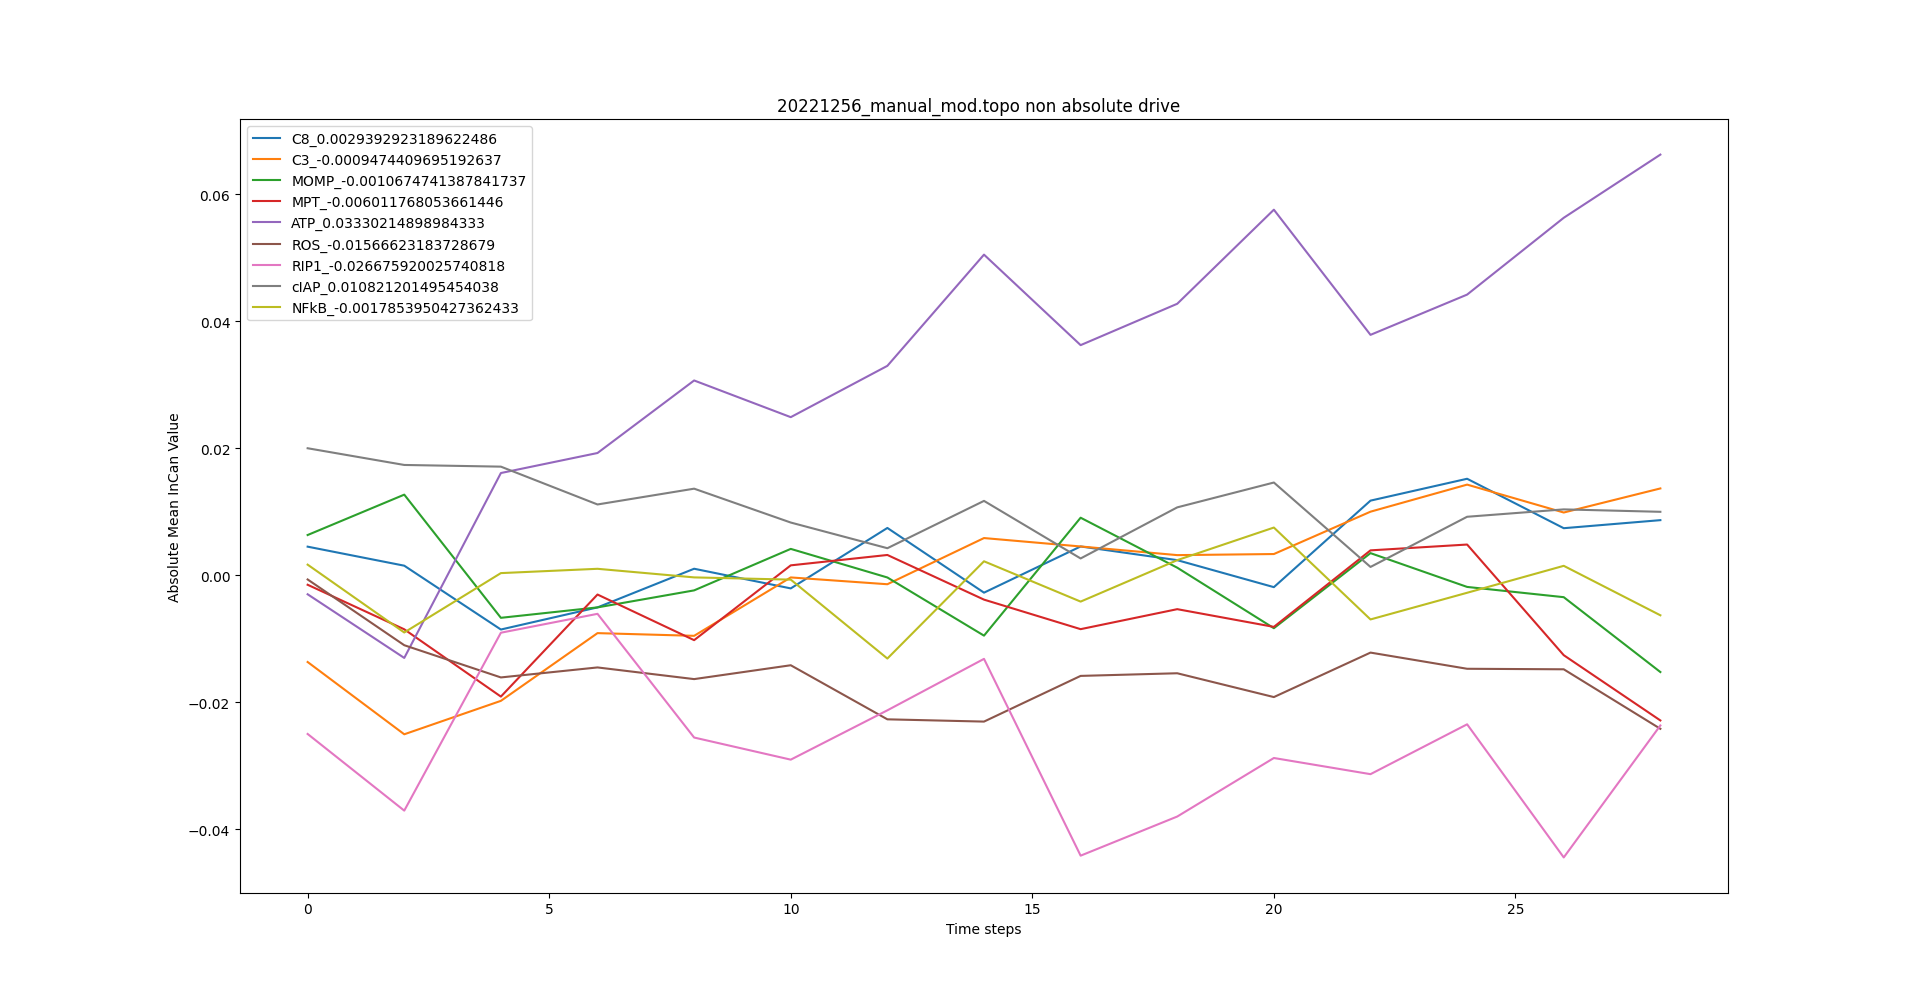 20221256_manual_mod.topo non absolute drive
C8_0.0029392923189622486
C3_-0.0009474409695192637
MOMP_-0.0010674741387841737
MPT_-0.006011768053661446
ATP_0.03330214898984333
ROS_-0.01566623183728679
RIP1_-0.026675920025740818
cIAP_0.010821201495454038
NFkB_-0.0017853950427362433
0.06
0.04
0.02
0.00
−0.02
−0.04
Absolute Mean InCan Value
0
5
10
15
20
25
Time steps